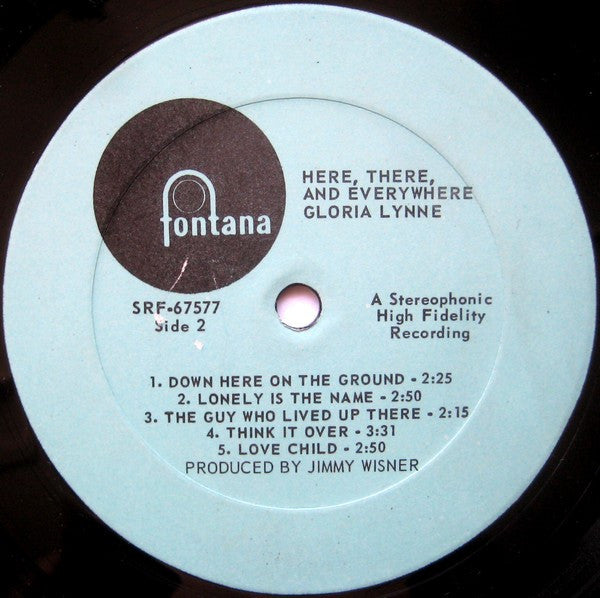 fontana
HERE, THERE,
AND EVERYWHERE
GLORIA LYNNE
SRF-67577
Side 2
A Stereophonic
High Fidelity
Recording
1. DOWN HERE ON THE GROUND - 2:25
2. LONELY IS THE NAME - 2:50
3. THE GUY WHO LIVED UP THERE - 2:15
4. THINK IT OVER - 3:31
5. LOVE CHILD - 2:50
PRODUCED BY JIMMY WISNER